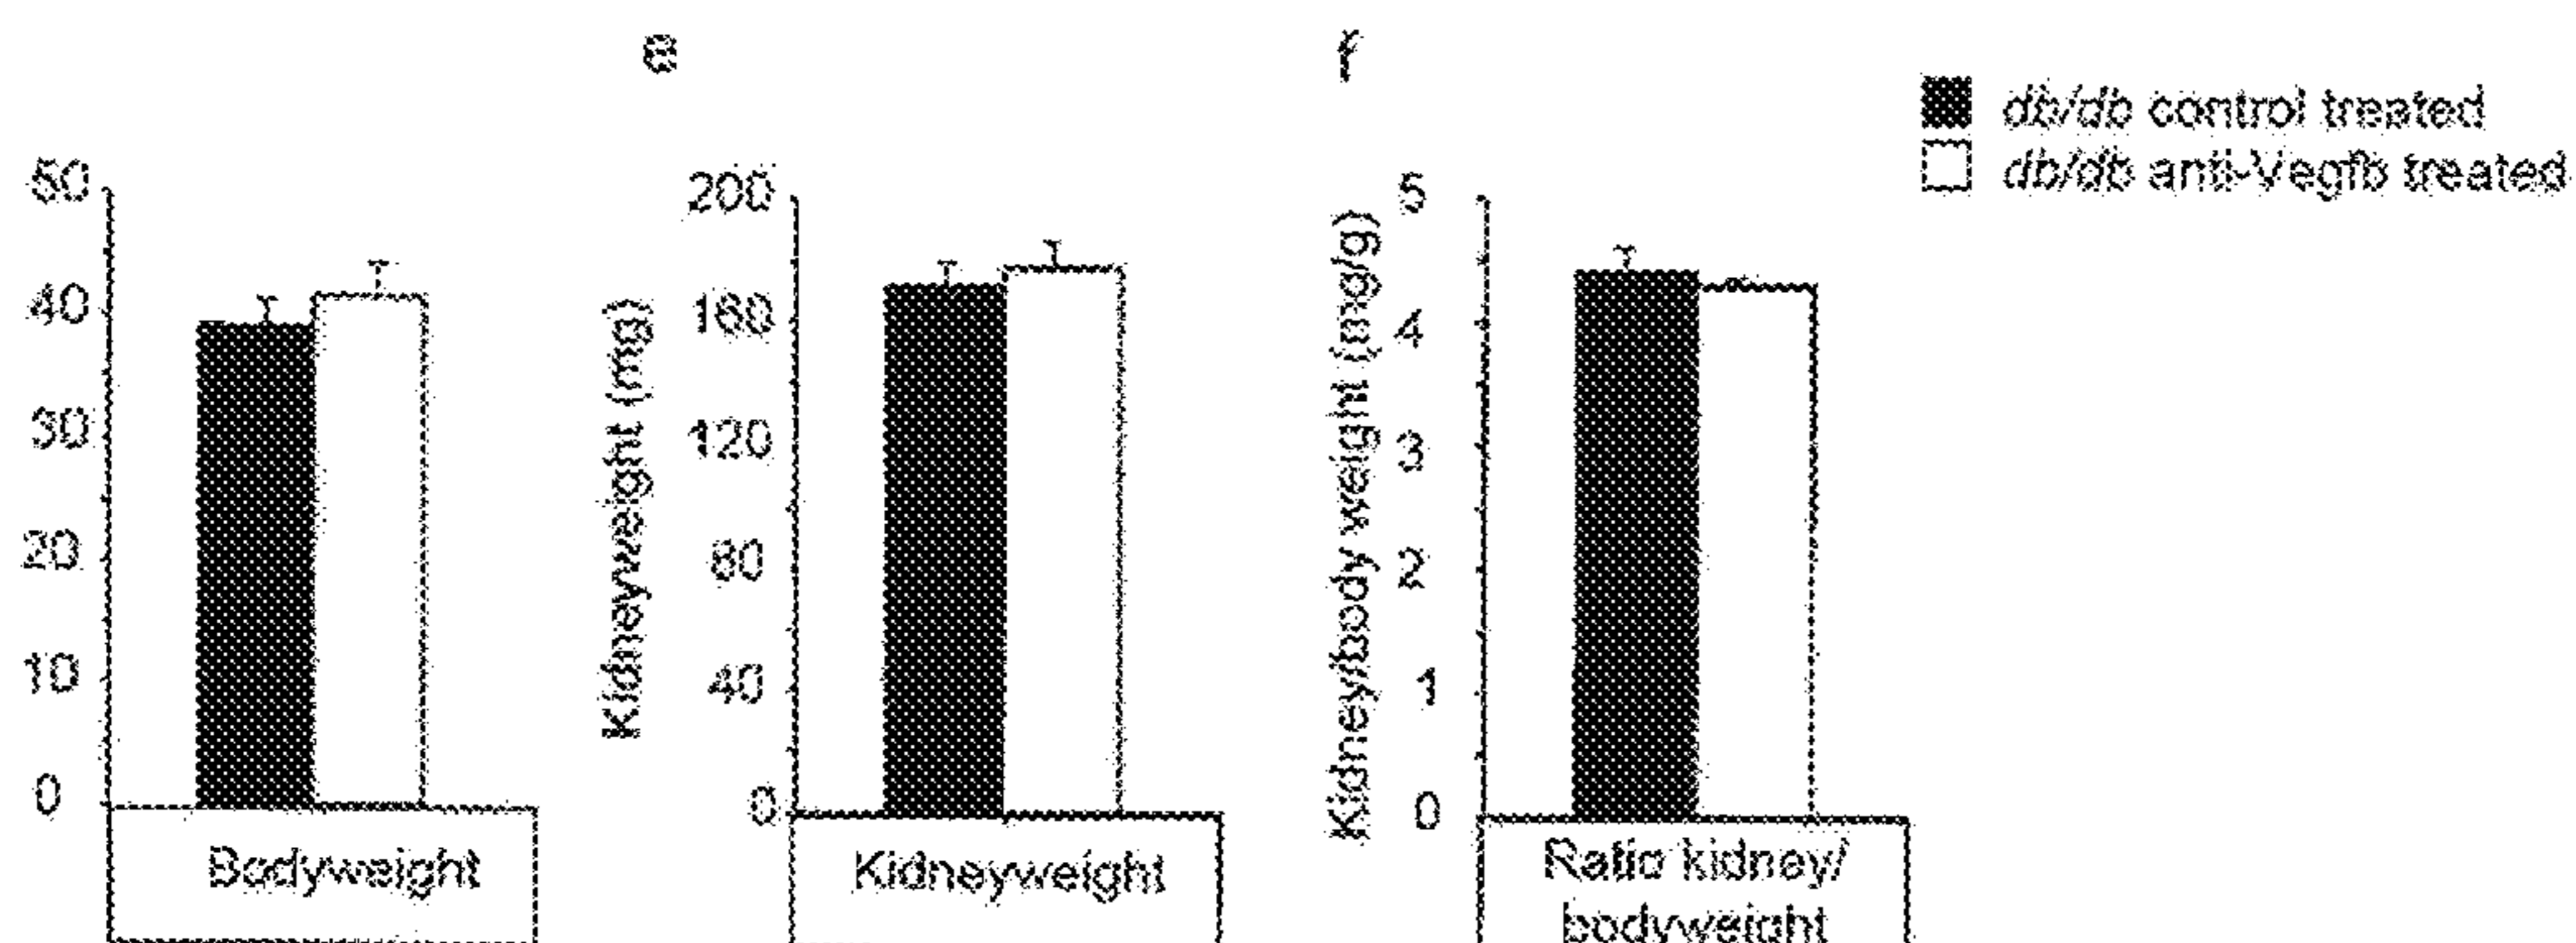 e
f
db/db control treated
db/db anti-Vegfb treated
50
40
30
20
10
0
Bodyweight
Kidneyweight (mg)
200
160
120
80
40
0
Kidneyweight
Kidney/body weight (mg/g)
5
4
3
2
1
0
Ratio kidney/
bodyweight